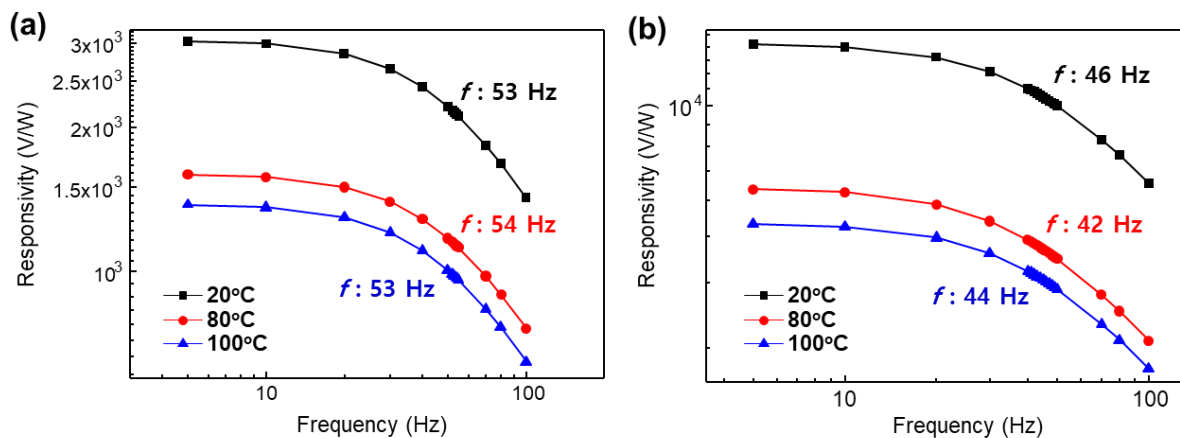 (a)
3x10³
2.5x10³
2x10³
1.5x10³
10³
Responsivity (V/W)
f : 53 Hz
f : 54 Hz
f : 53 Hz
20°C
80°C
100°C
10
100
Frequency (Hz)
(b)
10⁴
Responsivity (V/W)
f : 46 Hz
f : 42 Hz
f : 44 Hz
20°C
80°C
100°C
10
100
Frequency (Hz)